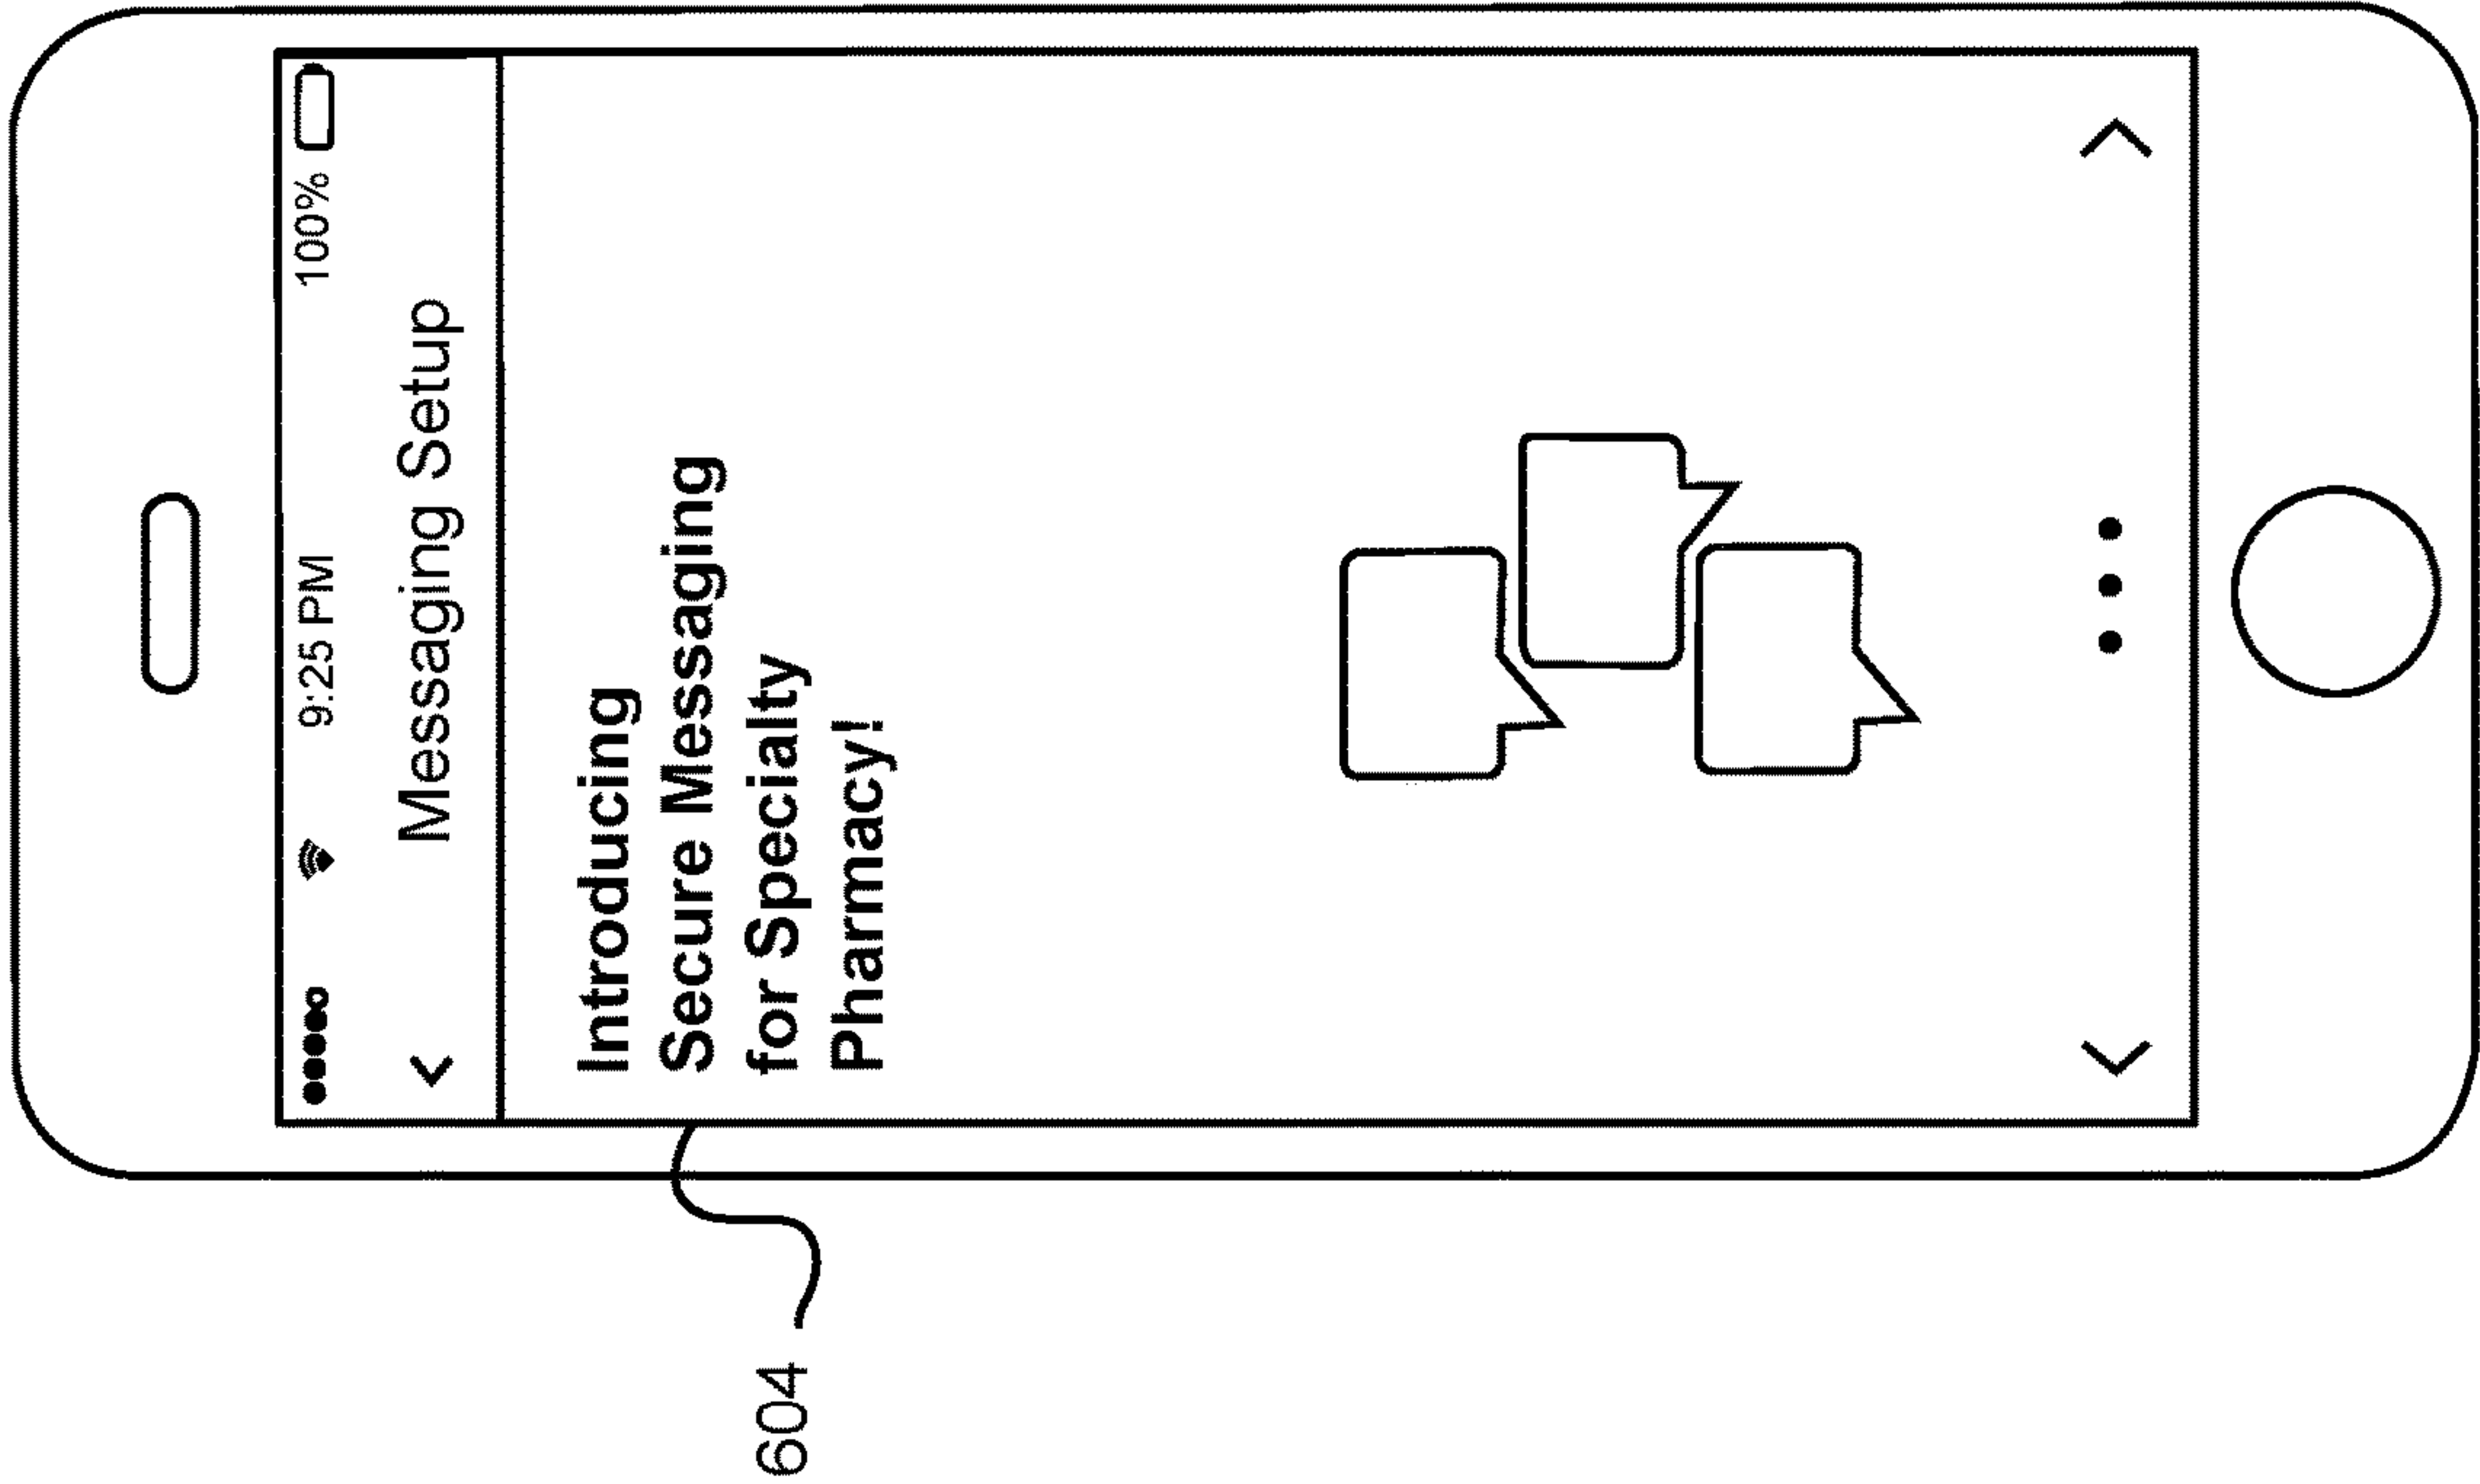 9:25 PM 100%
Messaging Setup
Introducing
Secure Messaging
for Specialty
Pharmacy!
604